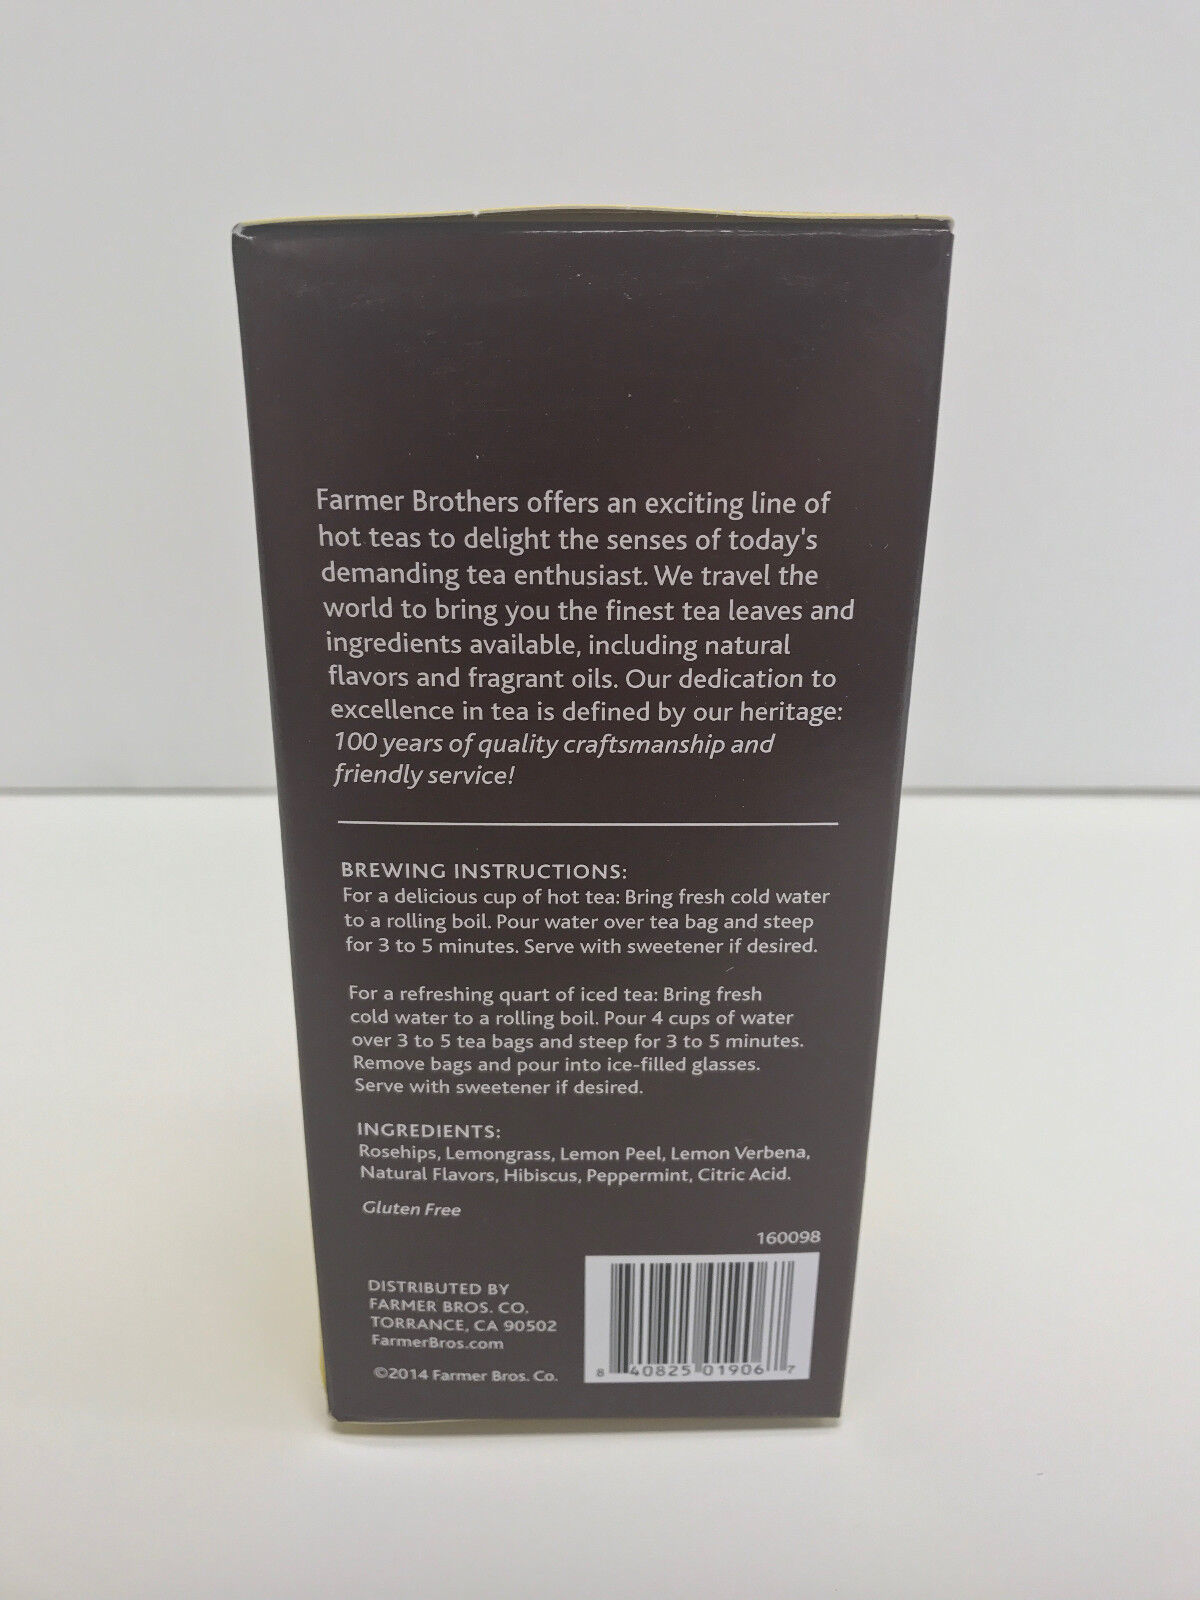 Farmer Brothers offers an exciting line of
hot teas to delight the senses of today's
demanding tea enthusiast. We travel the
world to bring you the finest tea leaves and
ingredients available, including natural
flavors and fragrant oils. Our dedication to
excellence in tea is defined by our heritage:
100 years of quality craftsmanship and
friendly service!
BREWING INSTRUCTIONS:
For a delicious cup of hot tea: Bring fresh cold water
to a rolling boil. Pour water over tea bag and steep
for 3 to 5 minutes. Serve with sweetener if desired.
For a refreshing quart of iced tea: Bring fresh
cold water to a rolling boil. Pour 4 cups of water
over 3 to 5 tea bags and steep for 3 to 5 minutes.
Remove bags and pour into ice-filled glasses.
Serve with sweetener if desired.
INGREDIENTS:
Rosehips, Lemongrass, Lemon Peel, Lemon Verbena,
Natural Flavors, Hibiscus, Peppermint, Citric Acid.
Gluten Free
160098
DISTRIBUTED BY
FARMER BROS. CO.
TORRANCE, CA 90502
FarmerBros.com
©2014 Farmer Bros. Co.
8 40825 01906 7